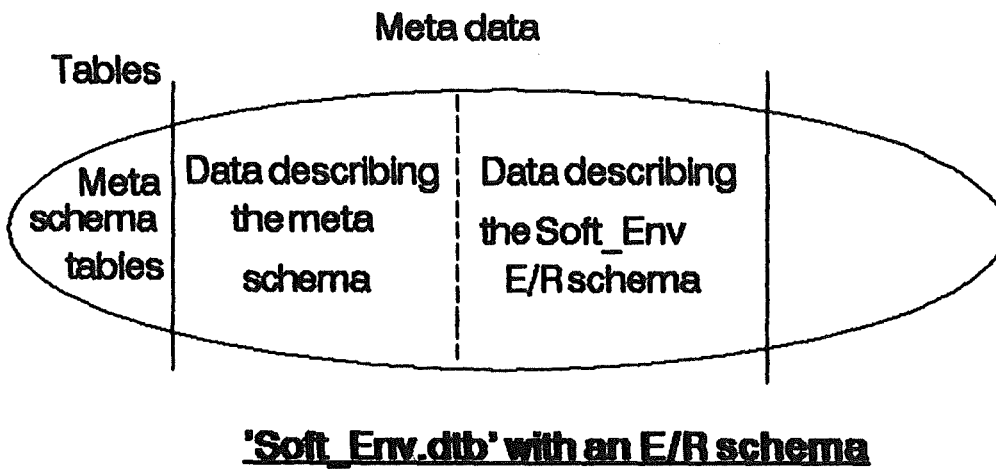 Meta data
Tables
Meta
schema
tables
Data describing
the meta
schema
Data describing
the Soft_Env
E/R schema
'Soft_Env.dtb' with an E/R schema